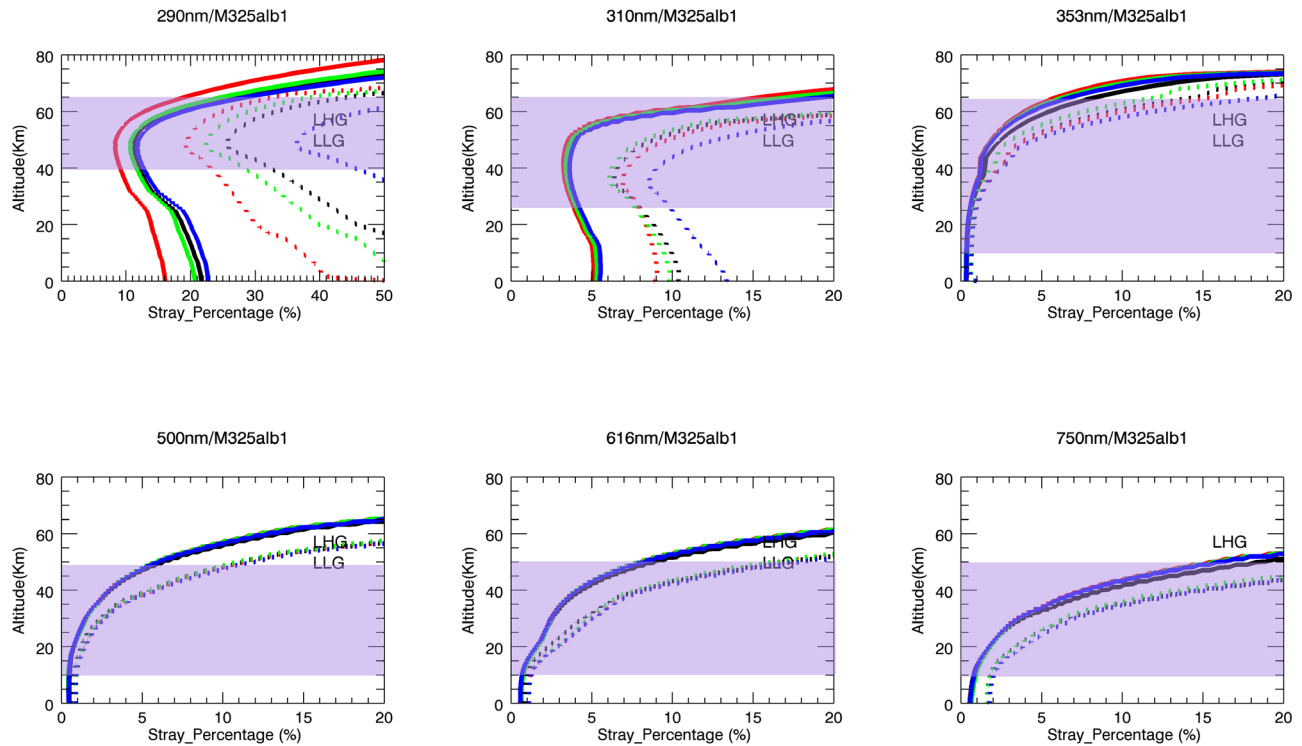 290nm/M325alb1
80
60
40
20
0
Altitude(Km)
LHG
LLG
0 10 20 30 40 50
Stray_Percentage (%)
310nm/M325alb1
80
60
40
20
0
Altitude(Km)
LHG
LLG
0 5 10 15 20
Stray_Percentage (%)
353nm/M325alb1
80
60
40
20
0
Altitude(Km)
LHG
LLG
0 5 10 15 20
Stray_Percentage (%)
500nm/M325alb1
80
60
40
20
0
Altitude(Km)
LHG
LLG
0 5 10 15 20
Stray_Percentage (%)
616nm/M325alb1
80
60
40
20
0
Altitude(Km)
LHG
LLG
0 5 10 15 20
Stray_Percentage (%)
750nm/M325alb1
80
60
40
20
0
Altitude(Km)
LHG
0 5 10 15 20
Stray_Percentage (%)